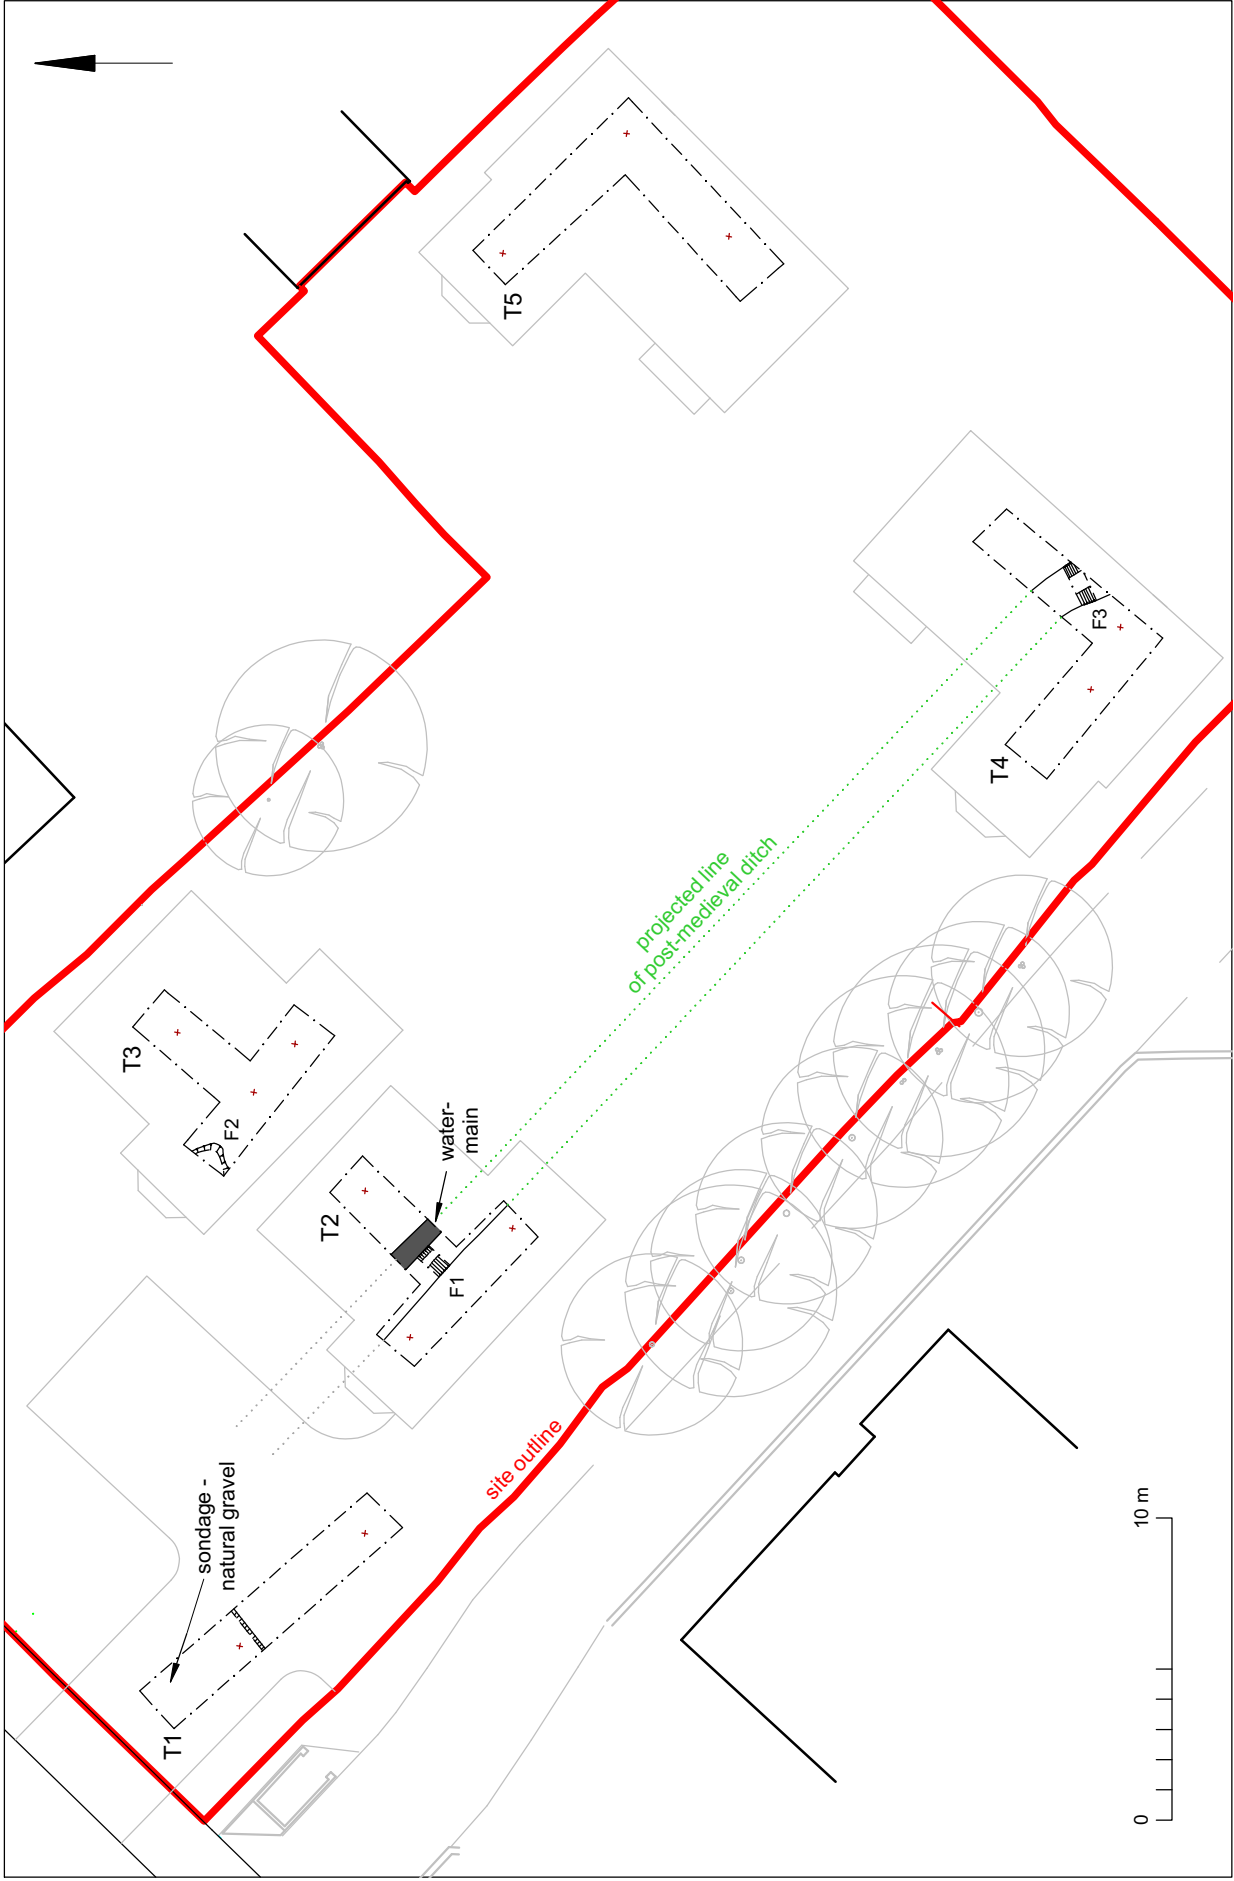 T1
sondage -
natural gravel
T2
water-
main
F1
T3
F2
projected line
of post-medieval ditch
site outline
T4
F3
T5
0
10 m